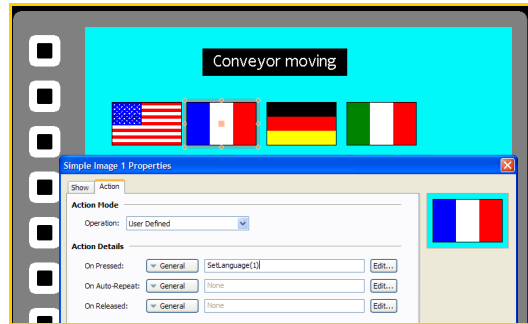 Conveyor moving
Simple Image 1 Properties
Show Action
Action Mode
Operation: User Defined
Action Details
On Pressed: General SetLanguage(1) Edit...
On Auto-Repeat: General None Edit...
On Released: General None Edit...